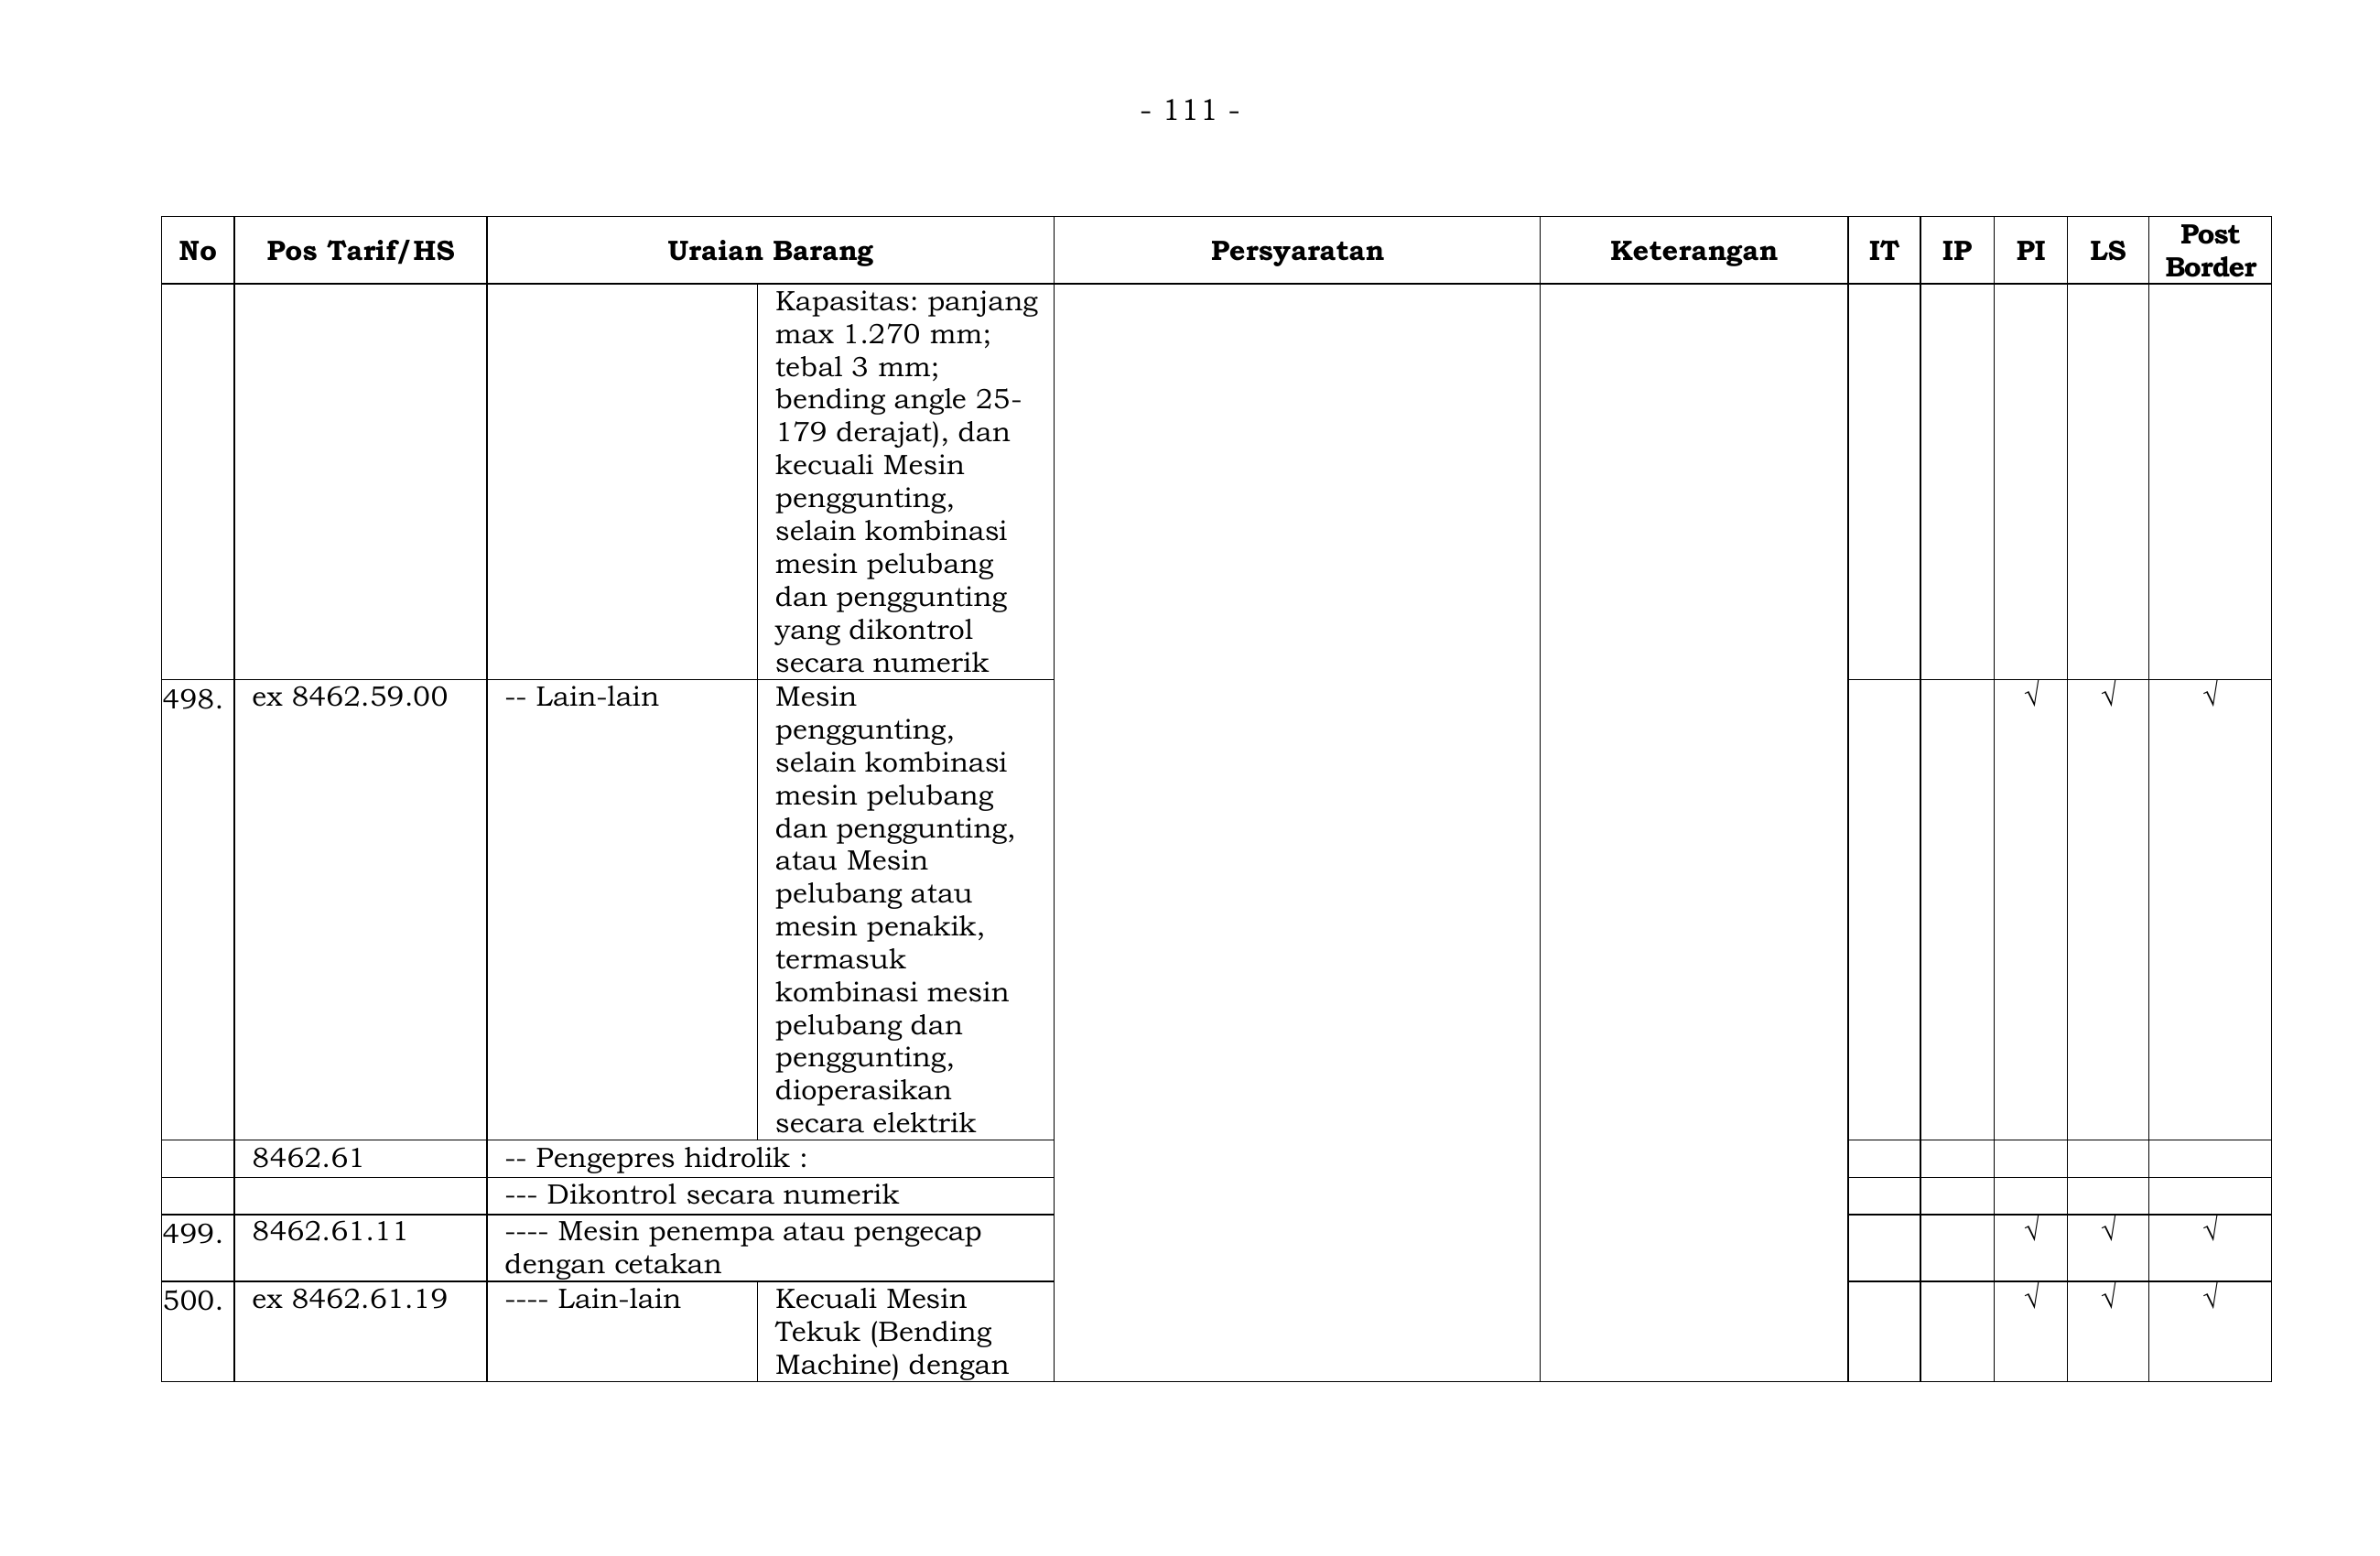 - 111 -
No Pos Tarif/HS Uraian Barang Persyaratan Keterangan IT IP PI LS Post Border
Kapasitas: panjang
max 1.270 mm;
tebal 3 mm;
bending angle 25-
179 derajat), dan
kecuali Mesin
penggunting,
selain kombinasi
mesin pelubang
dan penggunting
yang dikontrol
secara numerik
498. ex 8462.59.00 -- Lain-lain Mesin √ √ √
penggunting,
selain kombinasi
mesin pelubang
dan penggunting,
atau Mesin
pelubang atau
mesin penakik,
termasuk
kombinasi mesin
pelubang dan
penggunting,
dioperasikan
secara elektrik
8462.61 -- Pengepres hidrolik :
--- Dikontrol secara numerik
499. 8462.61.11 ---- Mesin penempa atau pengecap √ √ √
dengan cetakan
500. ex 8462.61.19 ---- Lain-lain Kecuali Mesin √ √ √
Tekuk (Bending
Machine) dengan